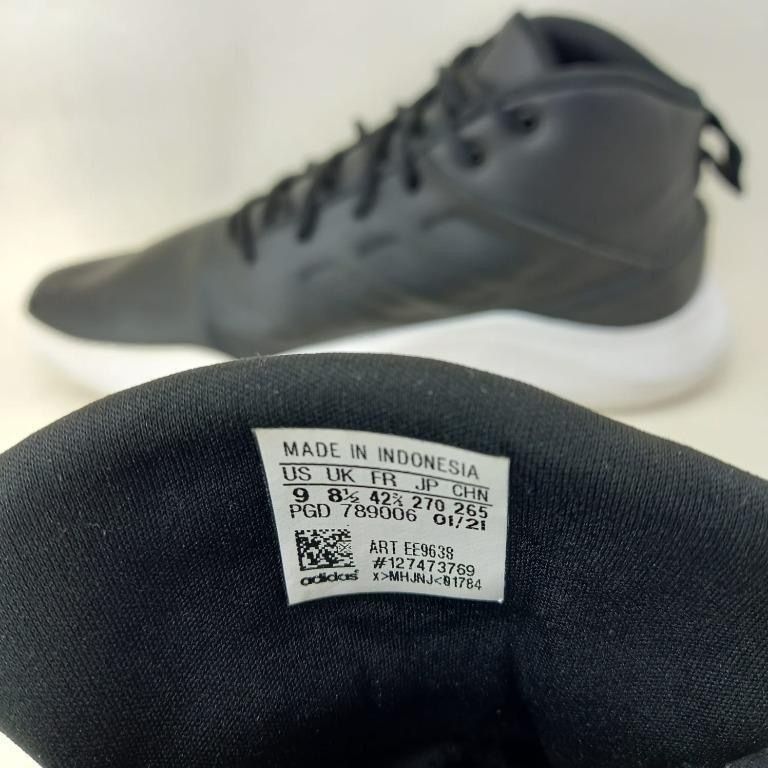 MADE IN INDONESIA
US UK FR JP CHN
9 8½ 42⅔ 270 265
PGD 789006 01/21
ART EE9638
#127473769
adidas x>MHJNJ<01784